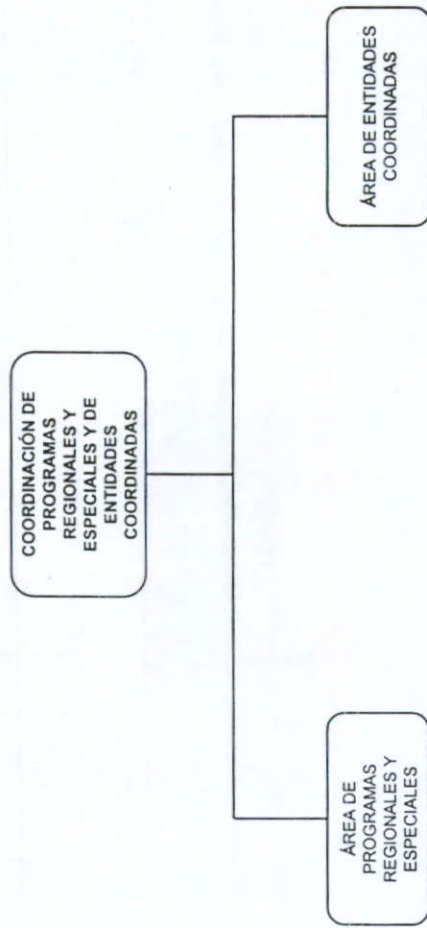 COORDINACIÓN DE
PROGRAMAS
REGIONALES Y
ESPECIALES Y DE
ENTIDADES
COORDINADAS
ÁREA DE
PROGRAMAS
REGIONALES Y
ESPECIALES
ÁREA DE ENTIDADES
COORDINADAS